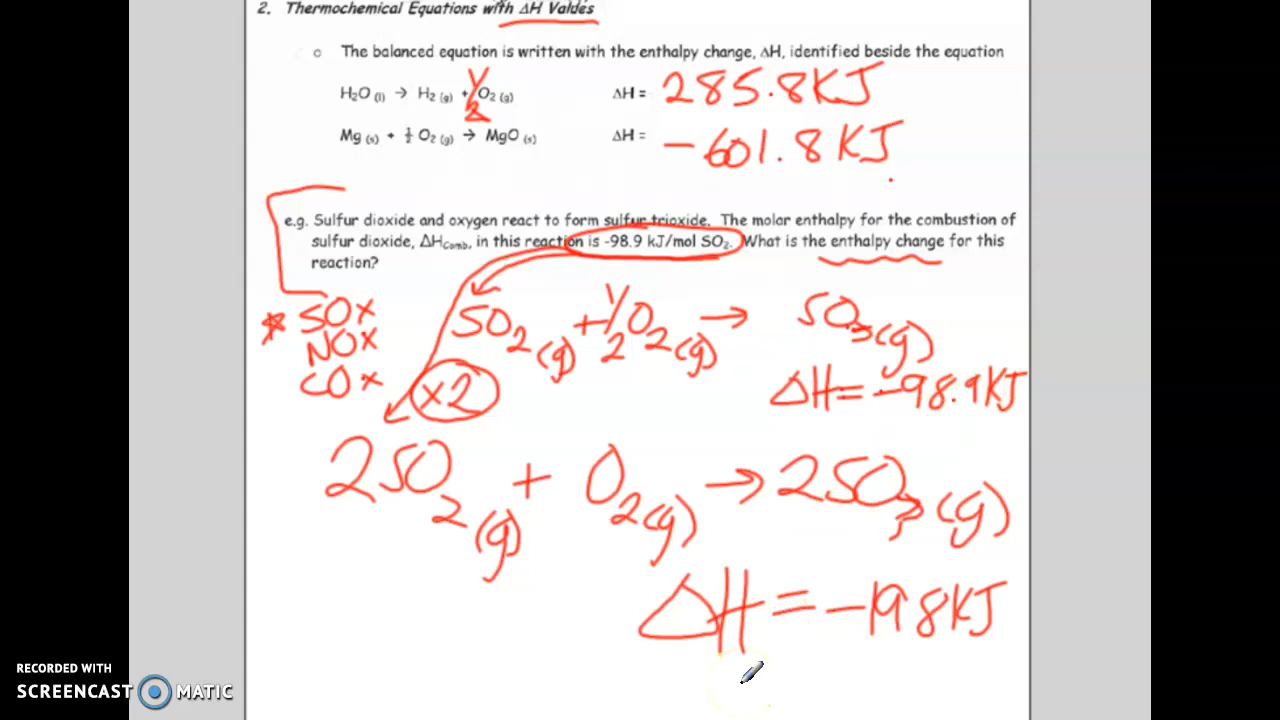 2. Thermochemical Equations with ΔH Values
o The balanced equation is written with the enthalpy change, ΔH, identified beside the equation
H₂O (l) → H₂ (g) + 1/2 O₂ (g) ΔH = 285.8KJ
Mg (s) + ½ O₂ (g) → MgO (s) ΔH = -601.8 KJ
e.g. Sulfur dioxide and oxygen react to form sulfur trioxide. The molar enthalpy for the combustion of
sulfur dioxide, ΔHComb, in this reaction is -98.9 kJ/mol SO₂. What is the enthalpy change for this
reaction?
* SOx
NOx
COx
SO₂(g) + 1/2 O₂(g) → SO₃(g)
ΔH = -98.9KJ
x2
2SO₂(g) + O₂(g) → 2SO₃(g)
ΔH = -198KJ
RECORDED WITH
SCREENCAST MATIC